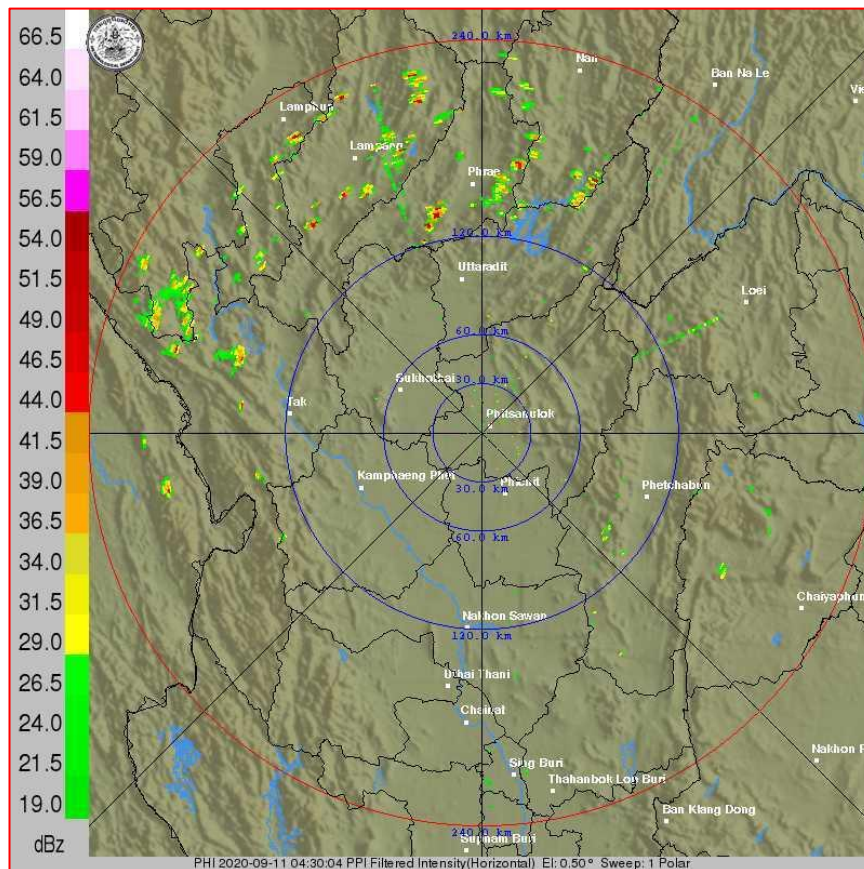 66.5
64.0
61.5
59.0
56.5
54.0
51.5
49.0
46.5
44.0
41.5
39.0
36.5
34.0
31.5
29.0
26.5
24.0
21.5
19.0
dBz
240.0 km
Nan
Ban Na Le
Vie
Lamphun
Lampang
Phrae
120.0 km
Uttaradit
Loei
60.0 km
30.0 km
Sukhothai
Tak
Phitsanulok
Kamphaeng Phet
Phichit
30.0 km
Phetchabun
60.0 km
Chaiyaphum
Nakhon Sawan
120.0 km
Uthai Thani
Chainat
Sing Buri
Nakhon R
Thahanbok Lop Buri
Ban Klang Dong
240.0 km
Suphan Buri
PHI 2020-09-11 04:30:04 PPI Filtered Intensity(Horizontal) El: 0.50° Sweep: 1 Polar